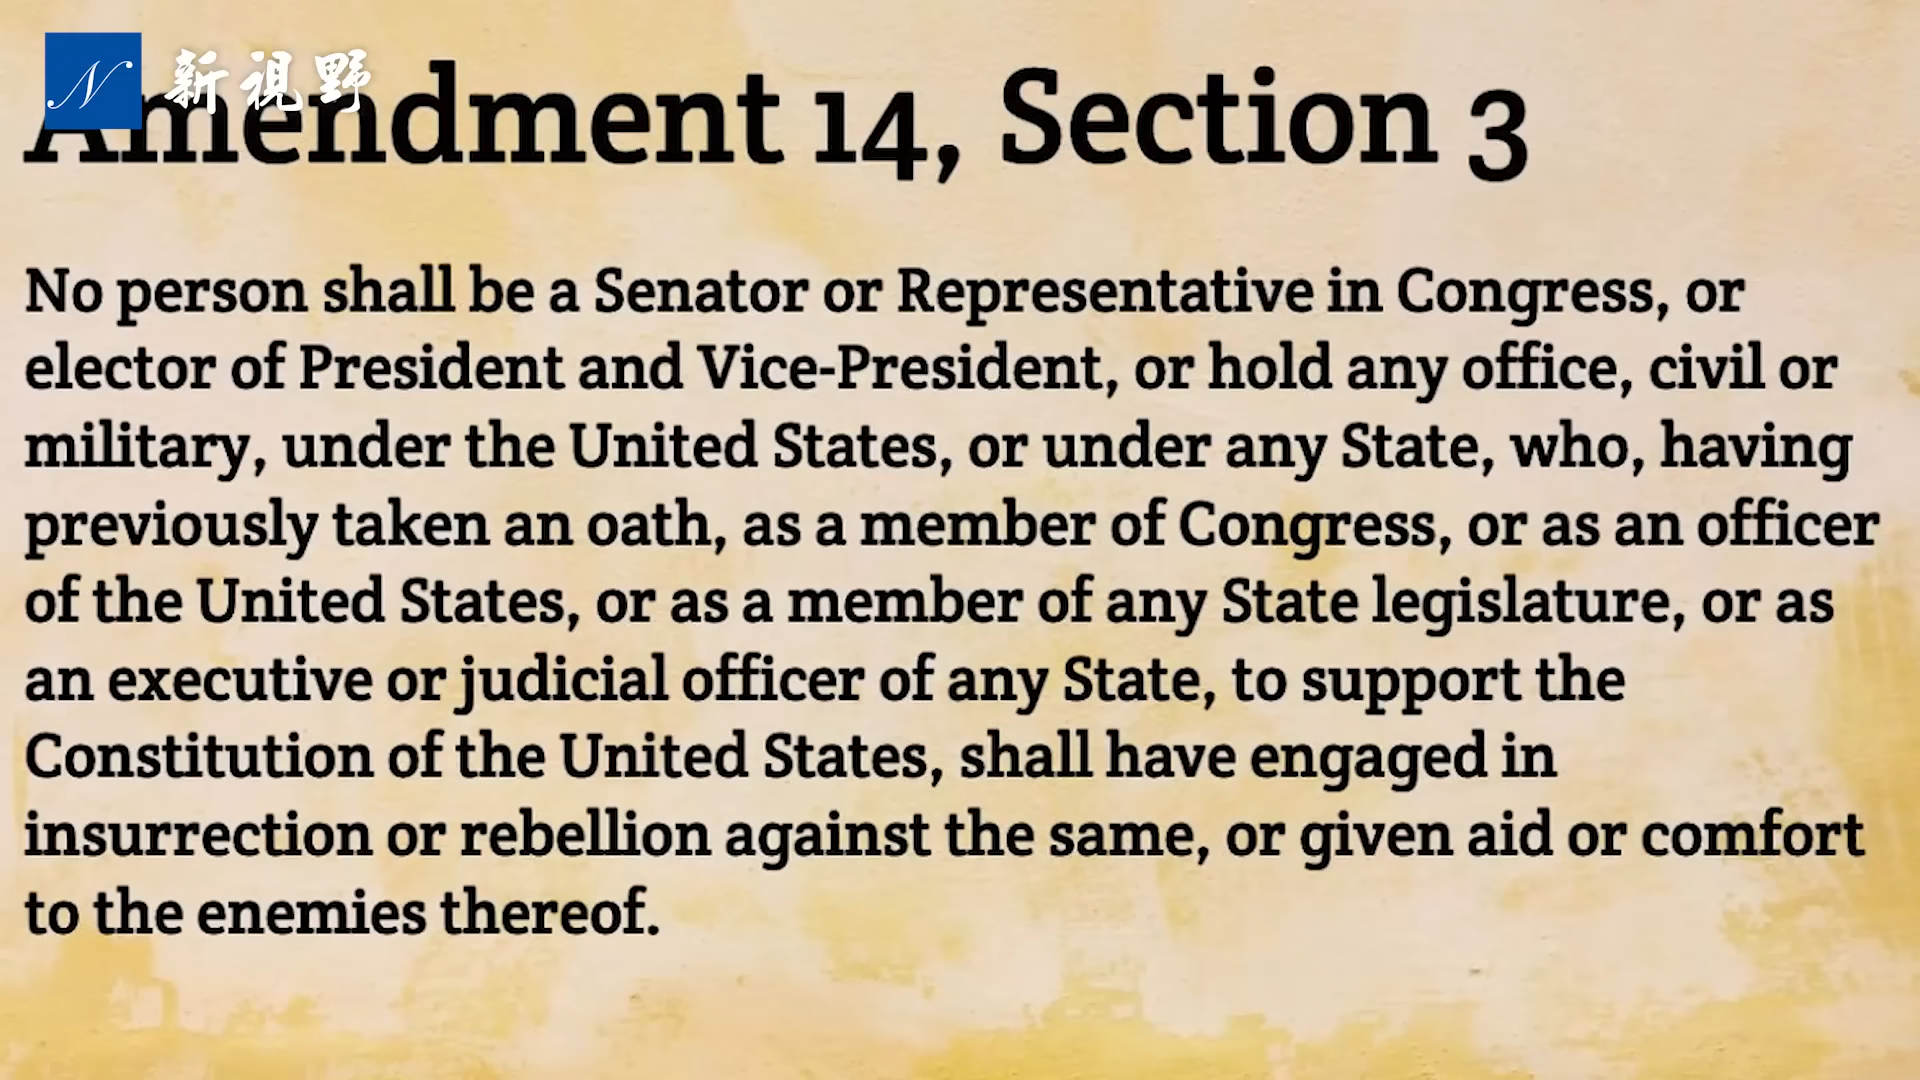 N 新視野
Amendment 14, Section 3
No person shall be a Senator or Representative in Congress, or
elector of President and Vice-President, or hold any office, civil or
military, under the United States, or under any State, who, having
previously taken an oath, as a member of Congress, or as an officer
of the United States, or as a member of any State legislature, or as
an executive or judicial officer of any State, to support the
Constitution of the United States, shall have engaged in
insurrection or rebellion against the same, or given aid or comfort
to the enemies thereof.